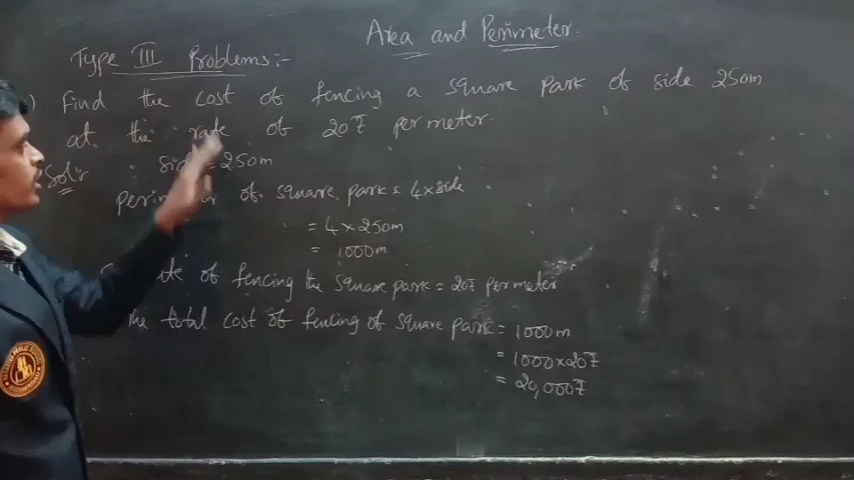 Area and Perimeter.
Type III Problems:-
) Find the cost of fencing a square park of side 250m
at the rate of 20₹ per meter.
Sol:- side = 250m
of square park = 4×side
= 4×250m
= 1000m
of fencing the square park = 20₹ per meter
the total cost of fencing of square park = 1000m
= 1000×20₹
= 20,000₹